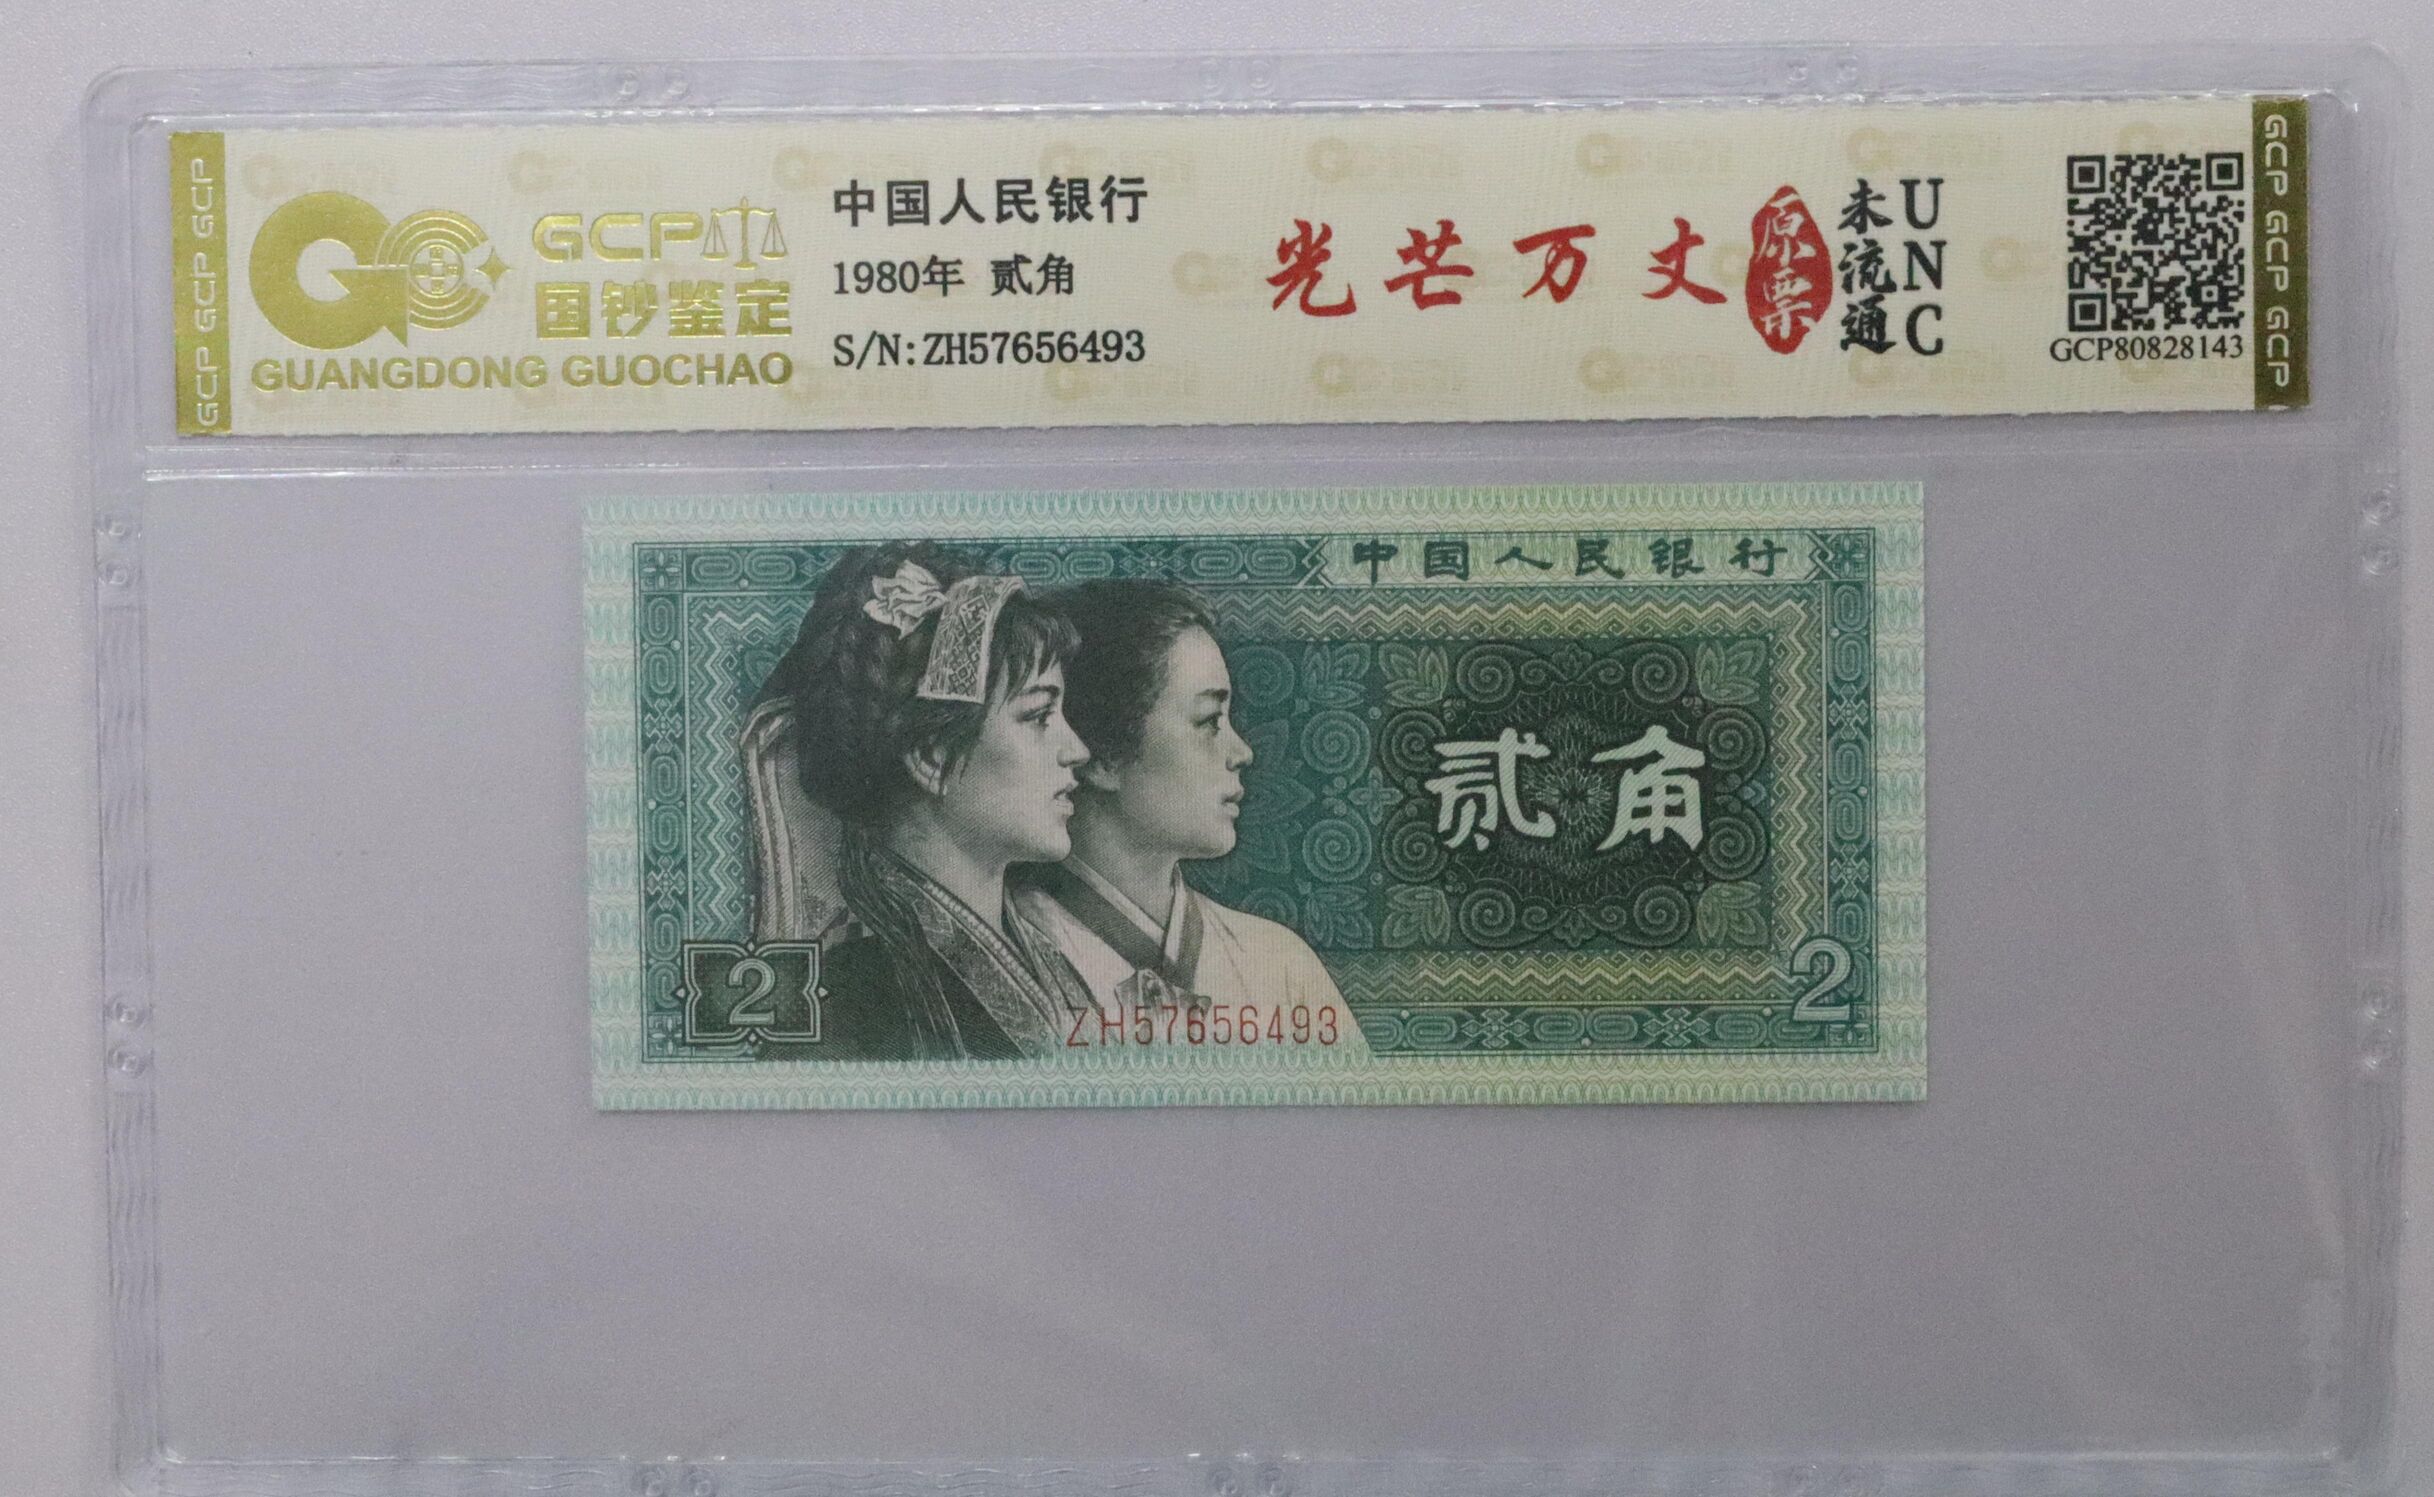 GCP GCP GCP
GCP
国钞鉴定
GUANGDONG GUOCHAO
中国人民银行
1980年 贰角
S/N:ZH57656493
光芒万丈
原票
未流通
UNC
GCP80828143
GCP GCP GCP
中国人民银行
贰角
2
2
ZH57656493